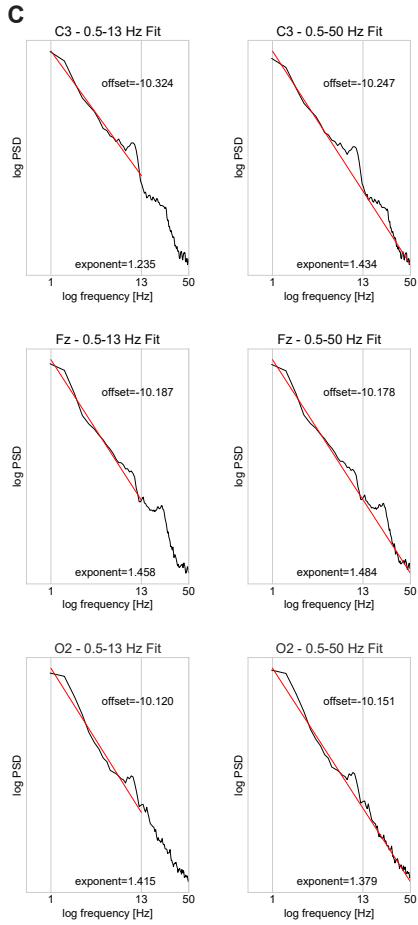 C
C3 - 0.5-13 Hz Fit
offset=-10.324
log PSD
exponent=1.235
1 13 50
log frequency [Hz]
C3 - 0.5-50 Hz Fit
offset=-10.247
log PSD
exponent=1.434
1 13 50
log frequency [Hz]
Fz - 0.5-13 Hz Fit
offset=-10.187
log PSD
exponent=1.458
1 13 50
log frequency [Hz]
Fz - 0.5-50 Hz Fit
offset=-10.178
log PSD
exponent=1.484
1 13 50
log frequency [Hz]
O2 - 0.5-13 Hz Fit
offset=-10.120
log PSD
exponent=1.415
1 13 50
log frequency [Hz]
O2 - 0.5-50 Hz Fit
offset=-10.151
log PSD
exponent=1.379
1 13 50
log frequency [Hz]